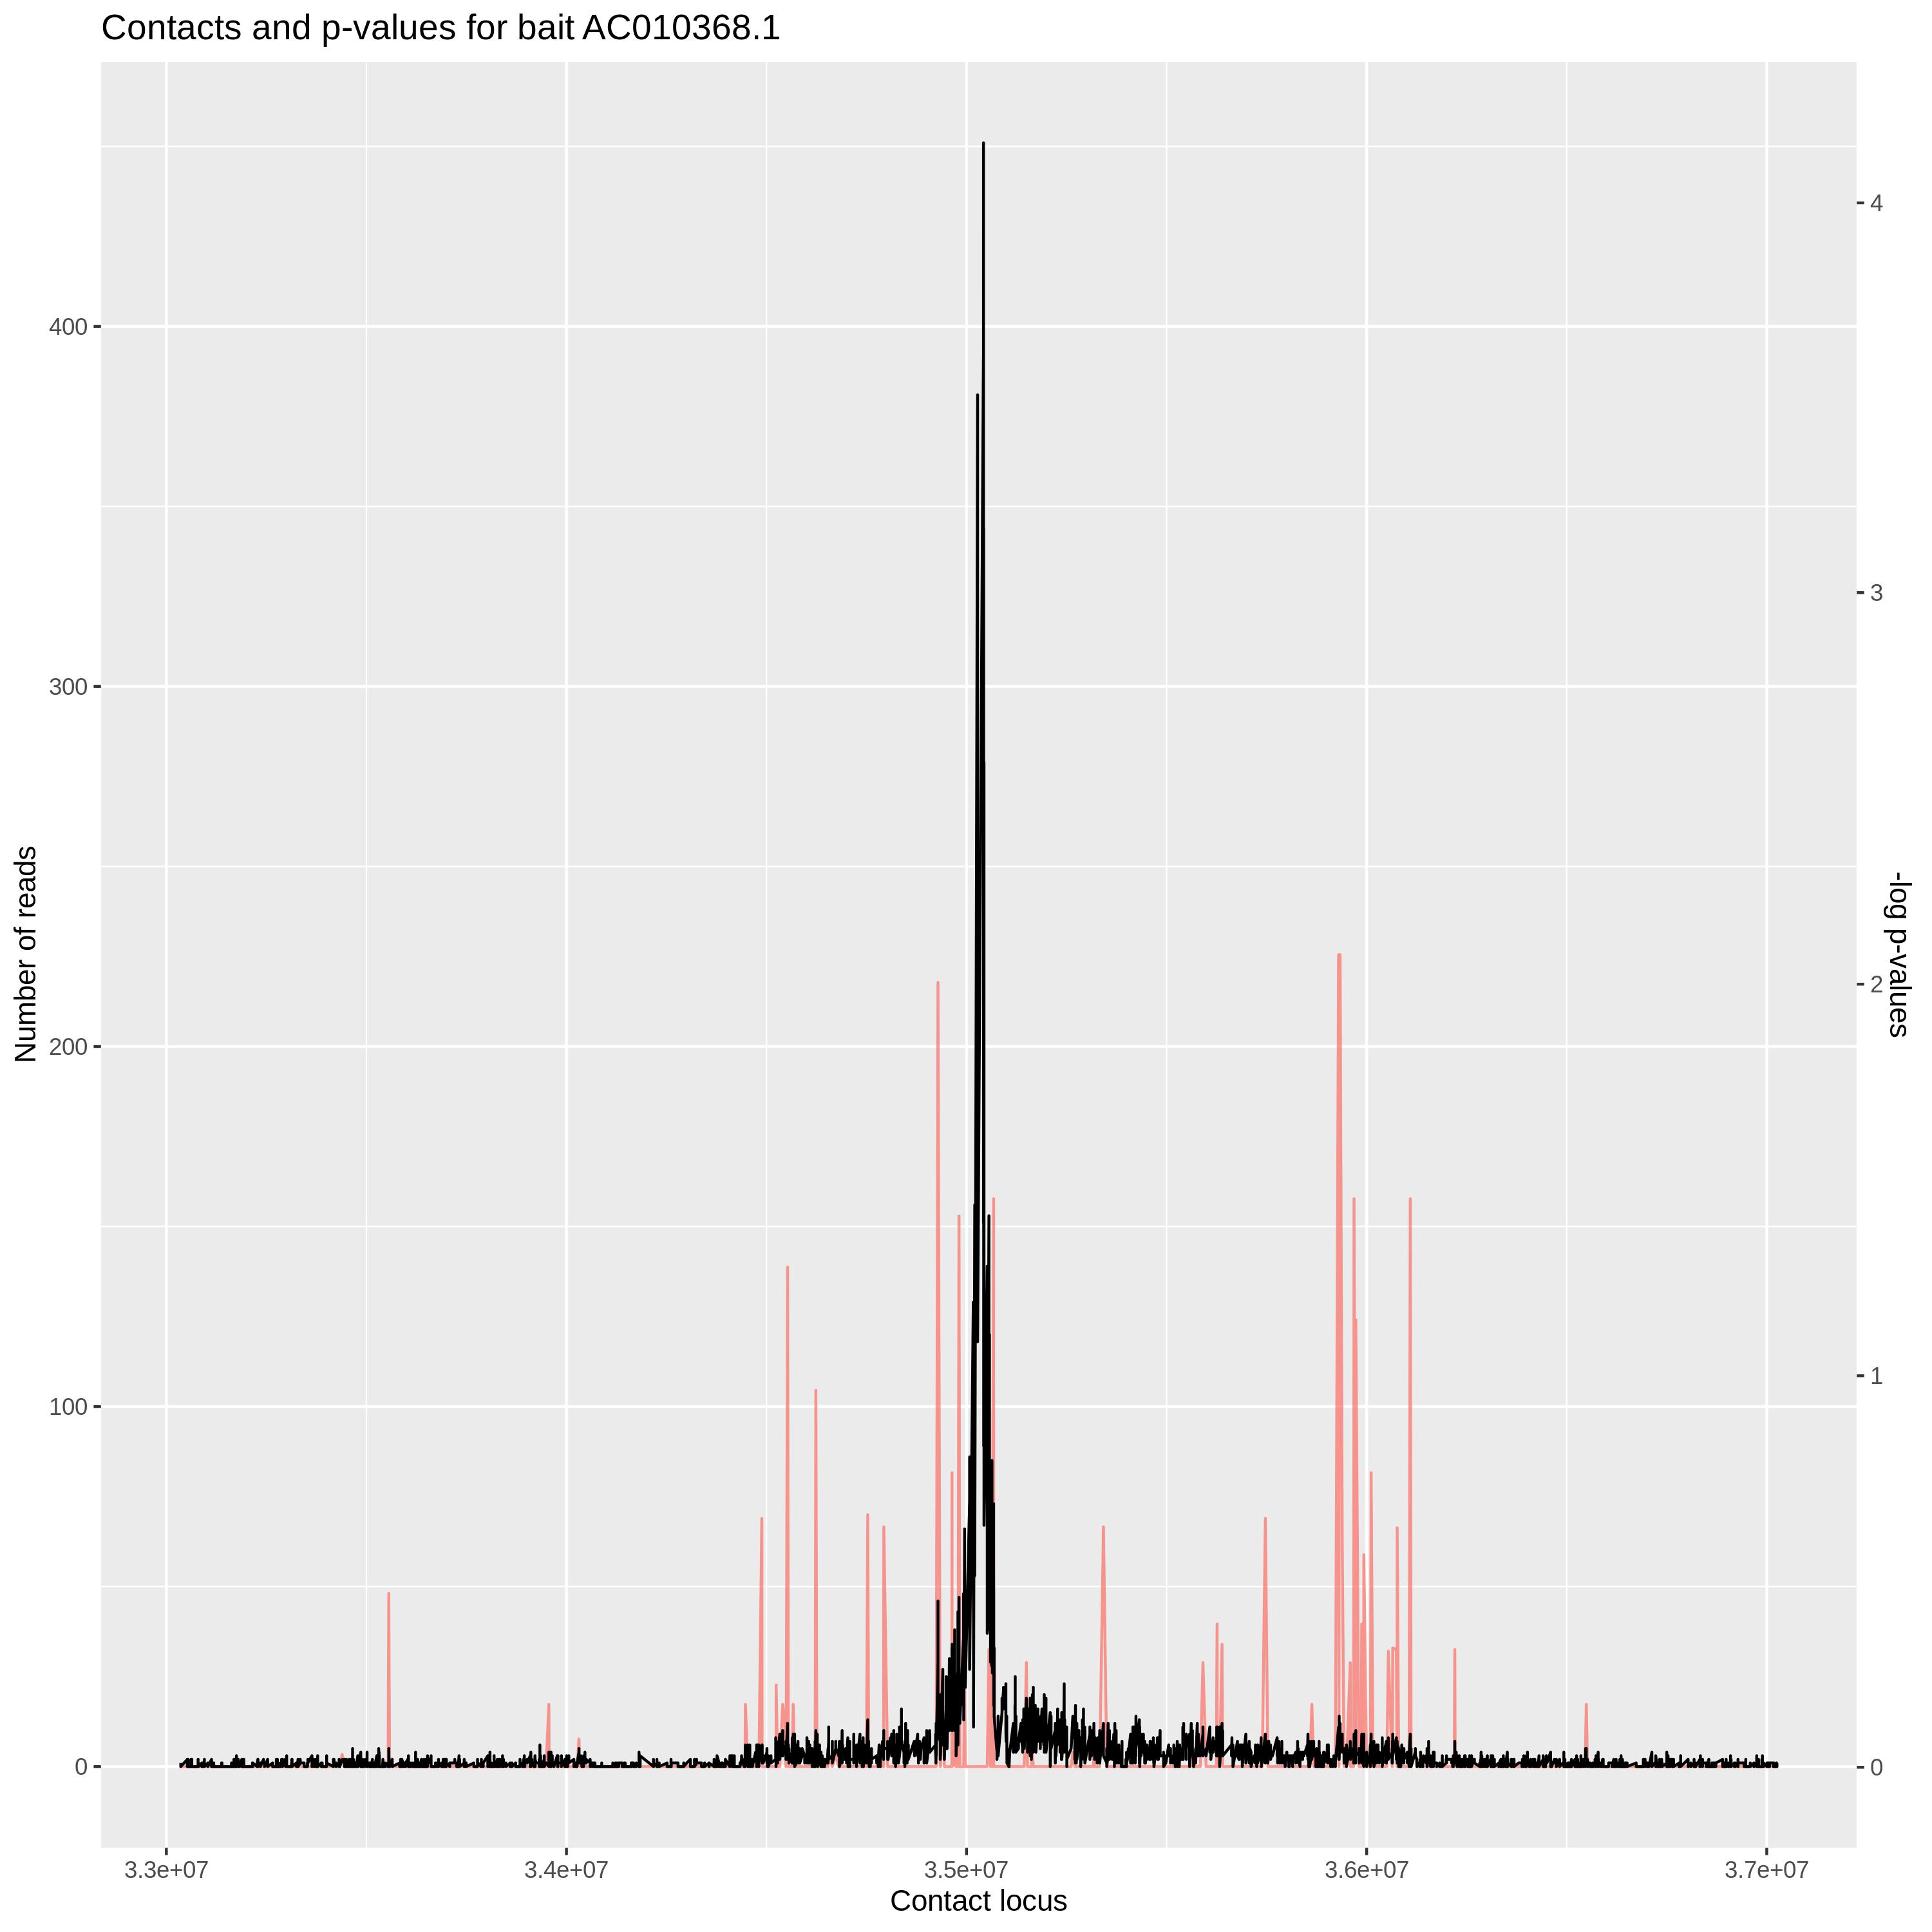 Contacts and p-values for bait AC010368.1
400
300
200
100
0
Number of reads
4
3
2
1
0
-log p-values
3.3e+07
3.4e+07
3.5e+07
3.6e+07
3.7e+07
Contact locus